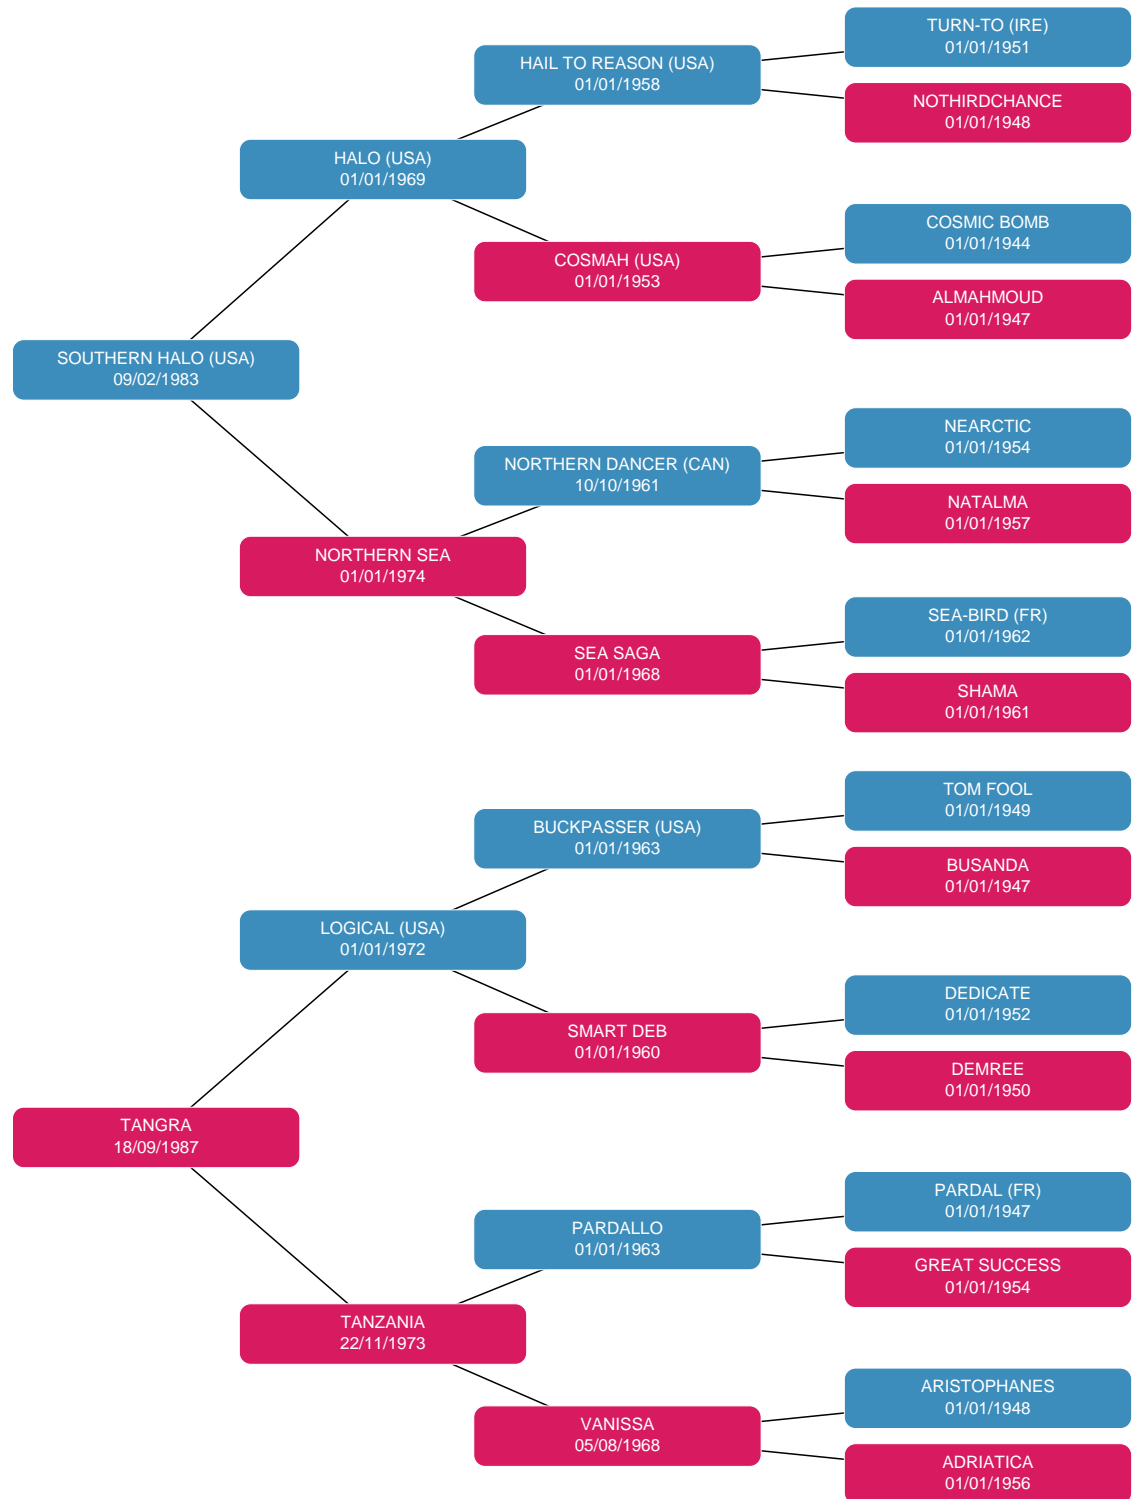 TURN-TO (IRE)
01/01/1951
HAIL TO REASON (USA)
01/01/1958
NOTHIRDCHANCE
01/01/1948
HALO (USA)
01/01/1969
COSMIC BOMB
01/01/1944
COSMAH (USA)
01/01/1953
ALMAHMOUD
01/01/1947
SOUTHERN HALO (USA)
09/02/1983
NEARCTIC
01/01/1954
NORTHERN DANCER (CAN)
10/10/1961
NATALMA
01/01/1957
NORTHERN SEA
01/01/1974
SEA-BIRD (FR)
01/01/1962
SEA SAGA
01/01/1968
SHAMA
01/01/1961
TOM FOOL
01/01/1949
BUCKPASSER (USA)
01/01/1963
BUSANDA
01/01/1947
LOGICAL (USA)
01/01/1972
DEDICATE
01/01/1952
SMART DEB
01/01/1960
DEMREE
01/01/1950
TANGRA
18/09/1987
PARDAL (FR)
01/01/1947
PARDALLO
01/01/1963
GREAT SUCCESS
01/01/1954
TANZANIA
22/11/1973
ARISTOPHANES
01/01/1948
VANISSA
05/08/1968
ADRIATICA
01/01/1956